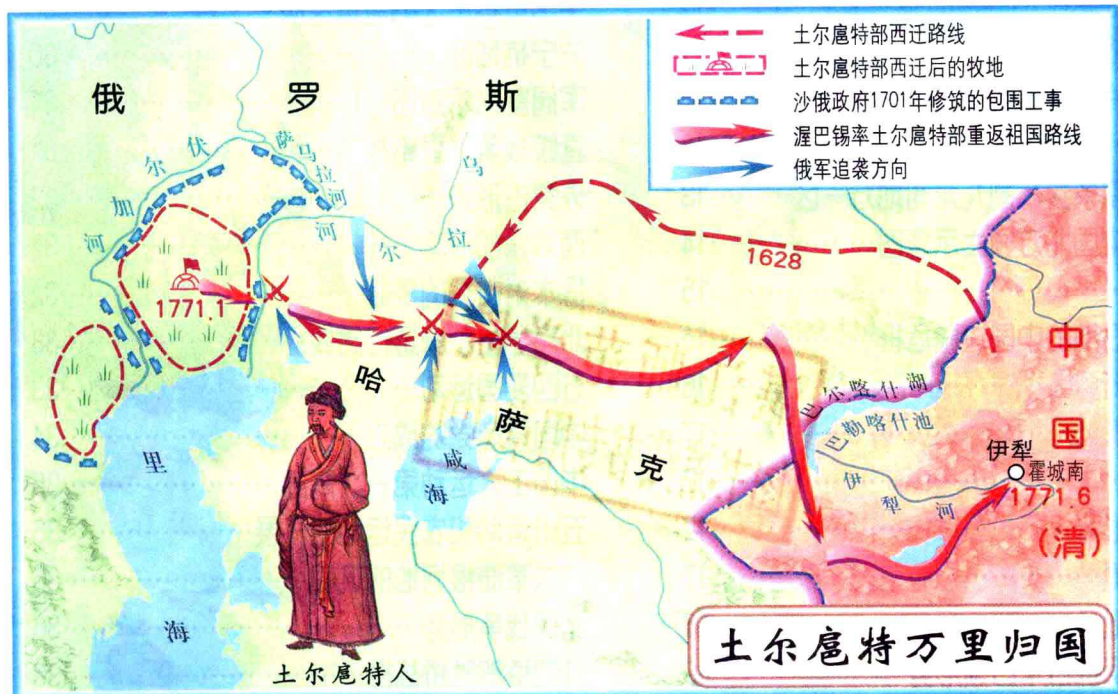 土尔扈特部西迁路线
土尔扈特部西迁后的牧地
沙俄政府1701年修筑的包围工事
渥巴锡率土尔扈特部重返祖国路线
俄军追袭方向
俄罗斯
伏尔加河
萨马拉河
乌拉尔河
1628
1771.1
哈萨克
里海
咸海
巴尔喀什湖
巴勒喀什池
伊犁河
伊犁
霍城南
1771.6
中国
(清)
土尔扈特人
土尔扈特万里归国